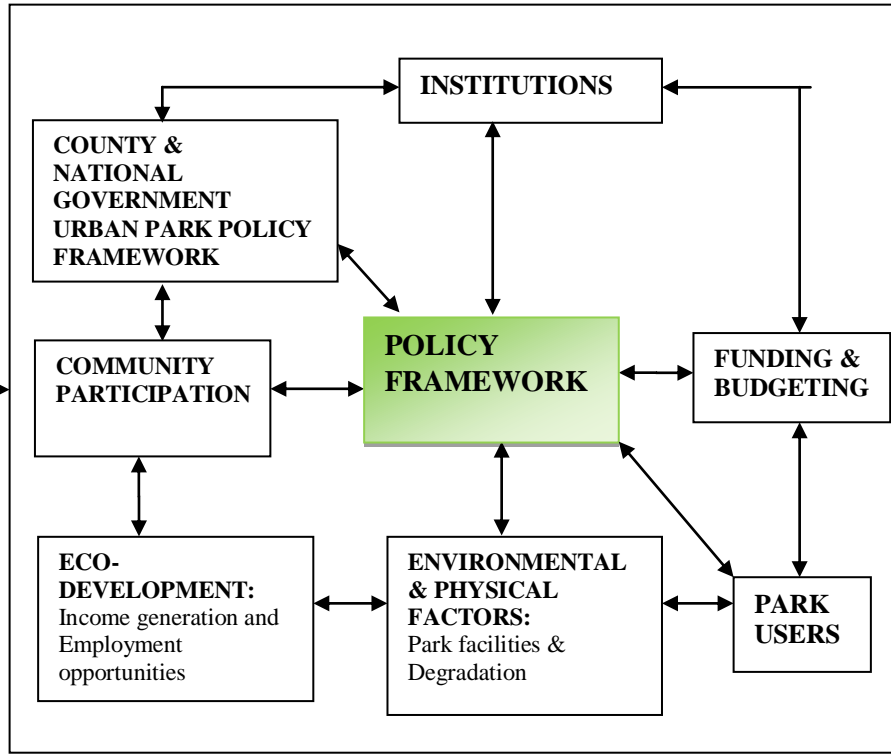 INSTITUTIONS
COUNTY &
NATIONAL
GOVERNMENT
URBAN PARK POLICY
FRAMEWORK
POLICY
FRAMEWORK
COMMUNITY
PARTICIPATION
FUNDING &
BUDGETING
ECO-
DEVELOPMENT:
Income generation and
Employment
opportunities
ENVIRONMENTAL
& PHYSICAL
FACTORS:
Park facilities &
Degradation
PARK
USERS